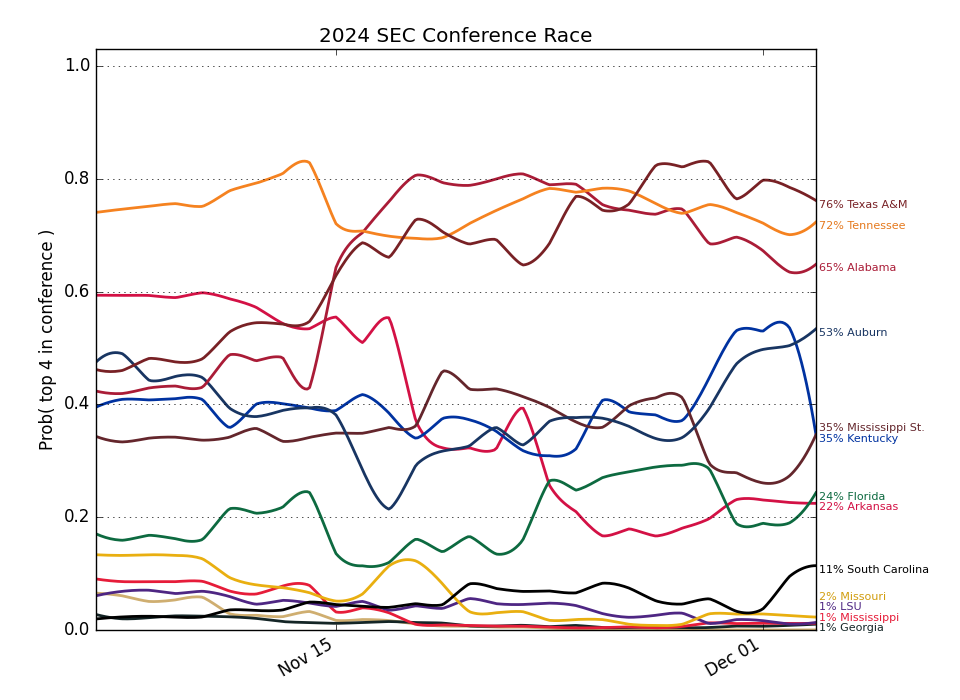 2024 SEC Conference Race
Prob( top 4 in conference )
1.0
0.8
0.6
0.4
0.2
0.0
Nov 15
Dec 01
76% Texas A&M
72% Tennessee
65% Alabama
53% Auburn
35% Mississippi St.
35% Kentucky
24% Florida
22% Arkansas
11% South Carolina
2% Missouri
1% LSU
1% Mississippi
1% Georgia